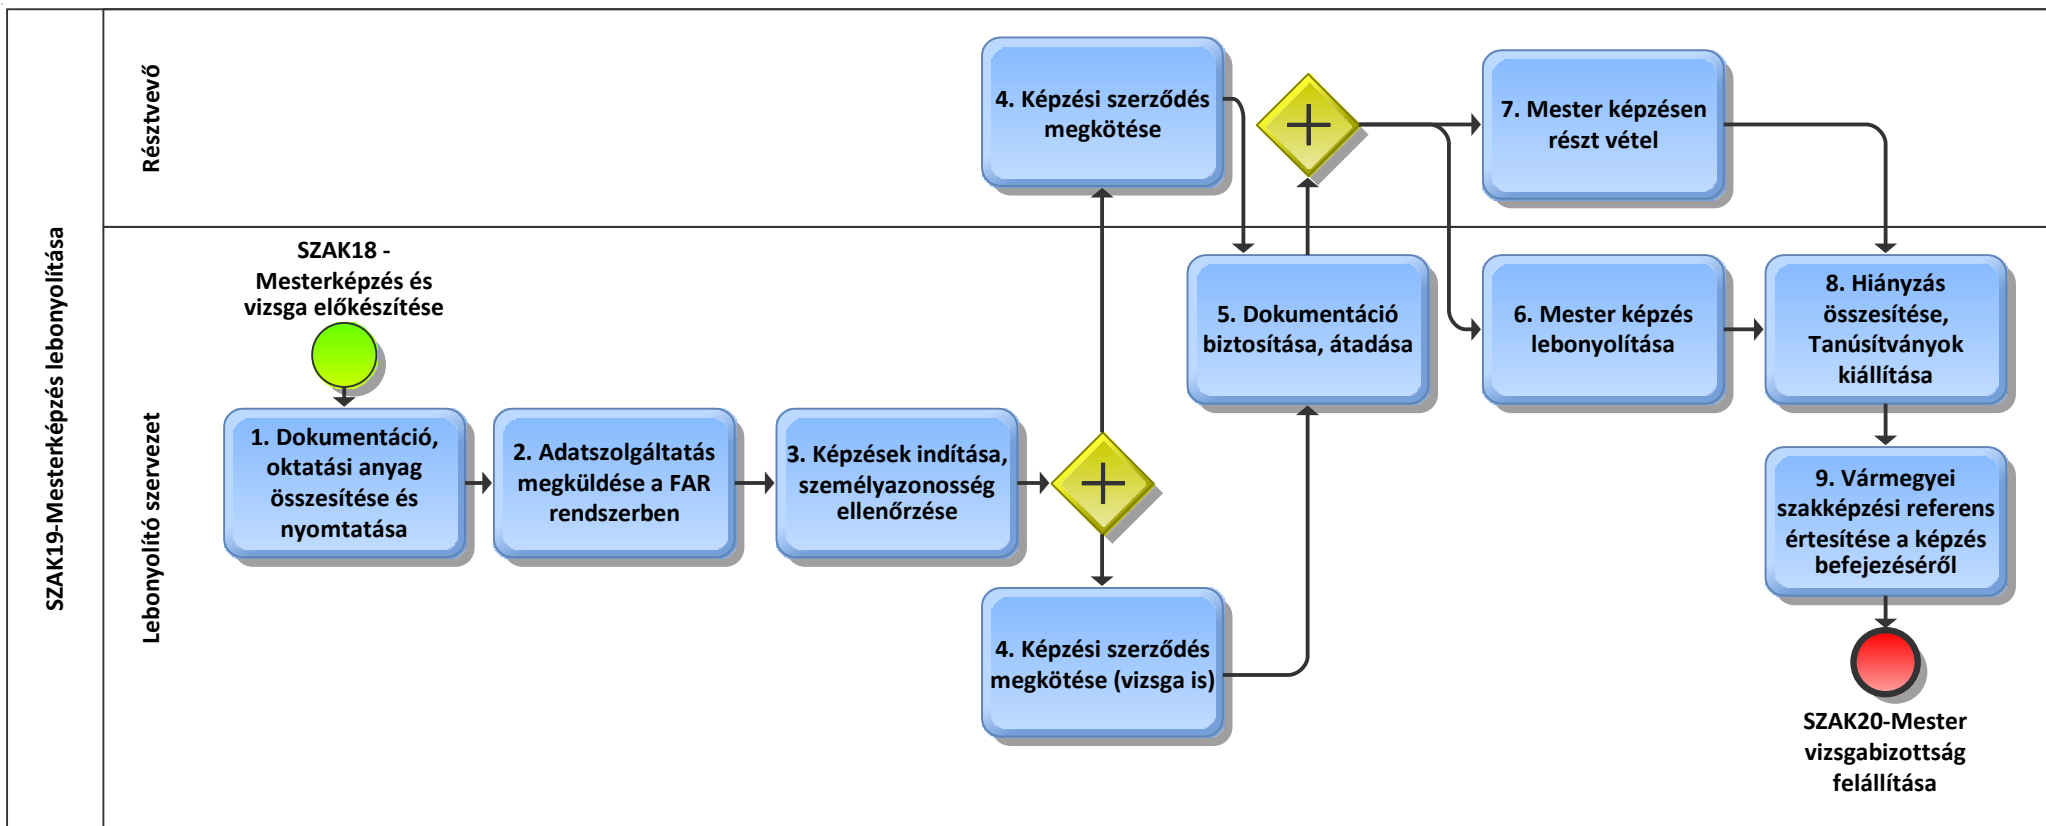 SZAK19-Mesterképzés lebonyolítása
Résztvevő
4. Képzési szerződés
megkötése
7. Mester képzésen
részt vétel
Lebonyolító szervezet
SZAK18 -
Mesterképzés és
vizsga előkészítése
1. Dokumentáció,
oktatási anyag
összesítése és
nyomtatása
2. Adatszolgáltatás
megküldése a FAR
rendszerben
3. Képzések indítása,
személyazonosság
ellenőrzése
4. Képzési szerződés
megkötése (vizsga is)
5. Dokumentáció
biztosítása, átadása
6. Mester képzés
lebonyolítása
8. Hiányzás
összesítése,
Tanúsítványok
kiállítása
9. Vármegyei
szakképzési referens
értesítése a képzés
befejezéséről
SZAK20-Mester
vizsgabizottság
felállítása